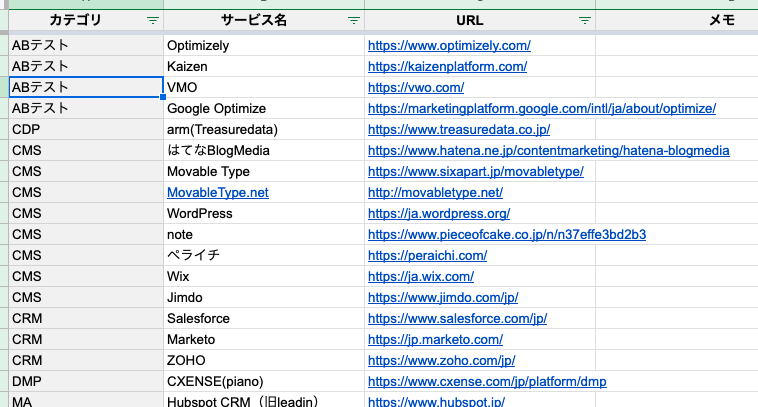 カテゴリ サービス名 URL メモ
ABテスト Optimizely https://www.optimizely.com/
ABテスト Kaizen https://kaizenplatform.com/
ABテスト VMO https://vwo.com/
ABテスト Google Optimize https://marketingplatform.google.com/intl/ja/about/optimize/
CDP arm(Treasuredata) https://www.treasuredata.co.jp/
CMS はてなBlogMedia https://www.hatena.ne.jp/contentmarketing/hatena-blogmedia
CMS Movable Type https://www.sixapart.jp/movabletype/
CMS MovableType.net http://movabletype.net/
CMS WordPress https://ja.wordpress.org/
CMS note https://www.pieceofcake.co.jp/n/n37effe3bd2b3
CMS ペライチ https://peraichi.com/
CMS Wix https://ja.wix.com/
CMS Jimdo https://www.jimdo.com/jp/
CRM Salesforce https://www.salesforce.com/jp/
CRM Marketo https://jp.marketo.com/
CRM ZOHO https://www.zoho.com/jp/
DMP CXENSE(piano) https://www.cxense.com/jp/platform/dmp
MA Hubspot CRM（旧leadin） https://www.hubspot.jp/